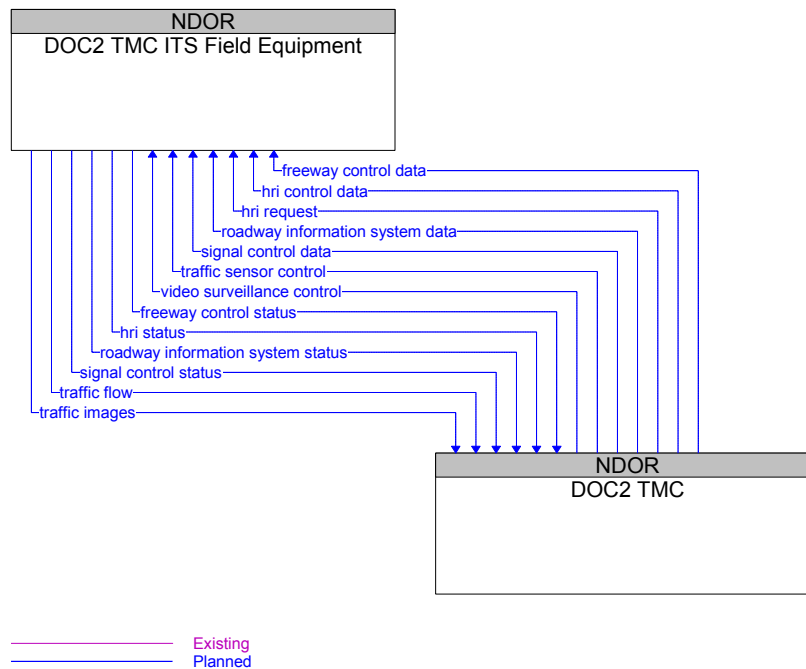 NDOR
DOC2 TMC ITS Field Equipment
freeway control data
hri control data
hri request
roadway information system data
signal control data
traffic sensor control
video surveillance control
freeway control status
hri status
roadway information system status
signal control status
traffic flow
traffic images
NDOR
DOC2 TMC
Existing
Planned